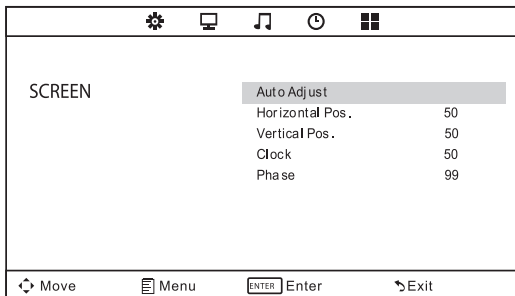 SCREEN
Auto Adjust
Horizontal Pos. 50
Vertical Pos. 50
Clock 50
Phase 99
Move Menu ENTER Enter Exit